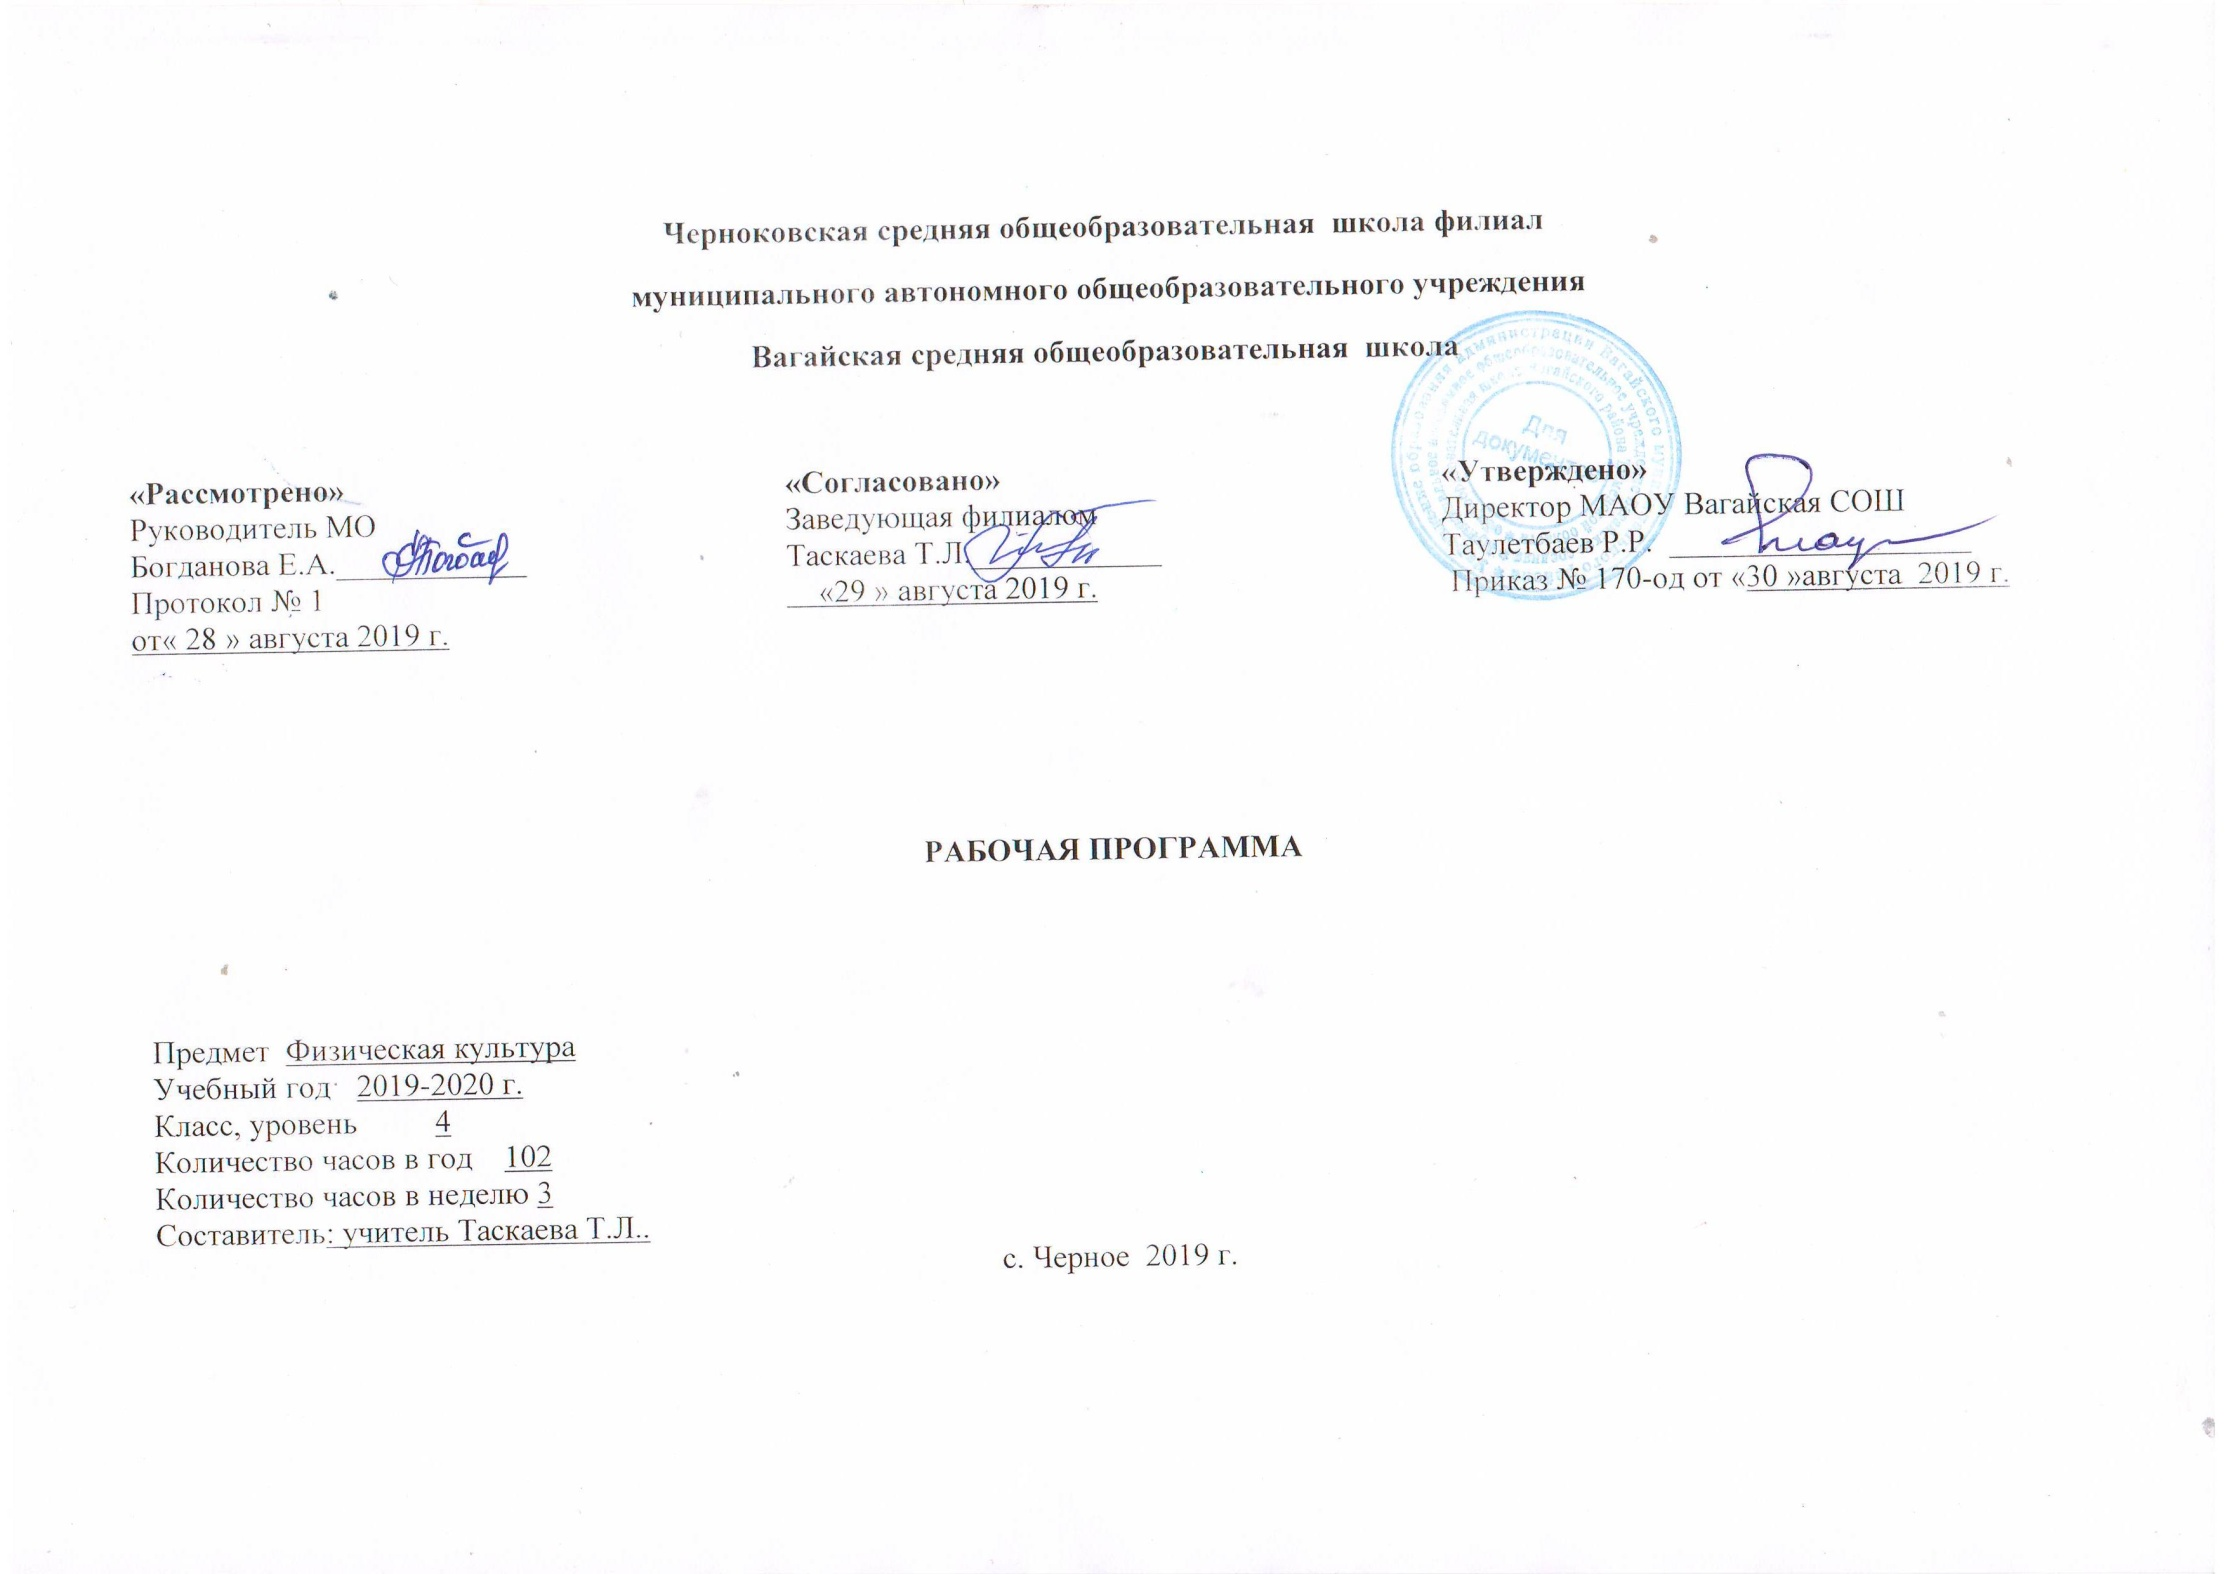 Черноковская средняя общеобразовательная школа филиал
муниципального автономного общеобразовательного учреждения
Вагайская средняя общеобразовательная школа
«Рассмотрено»
Руководитель МО
Богданова Е.А.
Протокол № 1
от« 28 » августа 2019 г.
«Согласовано»
Заведующая филиалом
Таскаева Т.Л.
«29 » августа 2019 г.
Для
документ
«Утверждено»
Директор МАОУ Вагайская СОШ
Таулетбаев Р.Р.
Приказ № 170-од от «30 »августа 2019 г.
РАБОЧАЯ ПРОГРАММА
Предмет Физическая культура
Учебный год: 2019-2020 г.
Класс, уровень 4
Количество часов в год 102
Количество часов в неделю 3
Составитель: учитель Таскаева Т.Л..
с. Черное 2019 г.